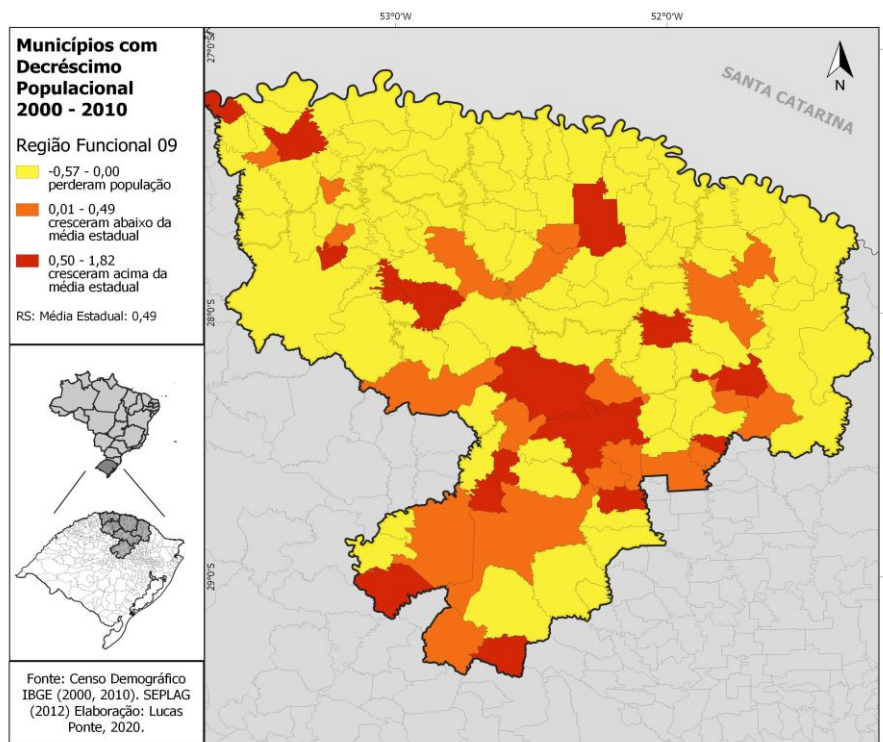 53°0'W
52°0'W
Municípios com
Decréscimo
Populacional
2000 - 2010
Região Funcional 09
-0,57 - 0,00
perderam população
0,01 - 0,49
cresceram abaixo da
média estadual
0,50 - 1,82
cresceram acima da
média estadual
RS: Média Estadual: 0,49
27°0'S
N
SANTA CATARINA
28°0'S
29°0'S
Fonte: Censo Demográfico
IBGE (2000, 2010). SEPLAG
(2012) Elaboração: Lucas
Ponte, 2020.